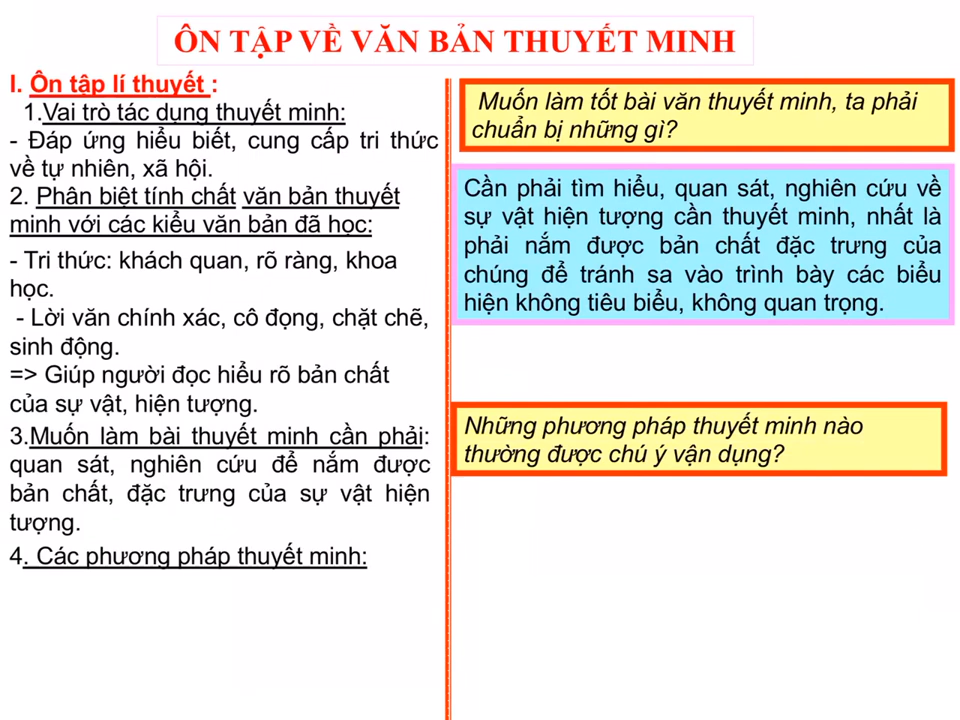 ÔN TẬP VỀ VĂN BẢN THUYẾT MINH
I. Ôn tập lí thuyết :
1.Vai trò tác dụng thuyết minh:
- Đáp ứng hiểu biết, cung cấp tri thức
về tự nhiên, xã hội.
2. Phân biệt tính chất văn bản thuyết
minh với các kiểu văn bản đã học:
- Tri thức: khách quan, rõ ràng, khoa
học.
- Lời văn chính xác, cô đọng, chặt chẽ,
sinh động.
=> Giúp người đọc hiểu rõ bản chất
của sự vật, hiện tượng.
3.Muốn làm bài thuyết minh cần phải:
quan sát, nghiên cứu để nắm được
bản chất, đặc trưng của sự vật hiện
tượng.
4. Các phương pháp thuyết minh:
Muốn làm tốt bài văn thuyết minh, ta phải
chuẩn bị những gì?
Cần phải tìm hiểu, quan sát, nghiên cứu về
sự vật hiện tượng cần thuyết minh, nhất là
phải nắm được bản chất đặc trưng của
chúng để tránh sa vào trình bày các biểu
hiện không tiêu biểu, không quan trọng.
Những phương pháp thuyết minh nào
thường được chú ý vận dụng?